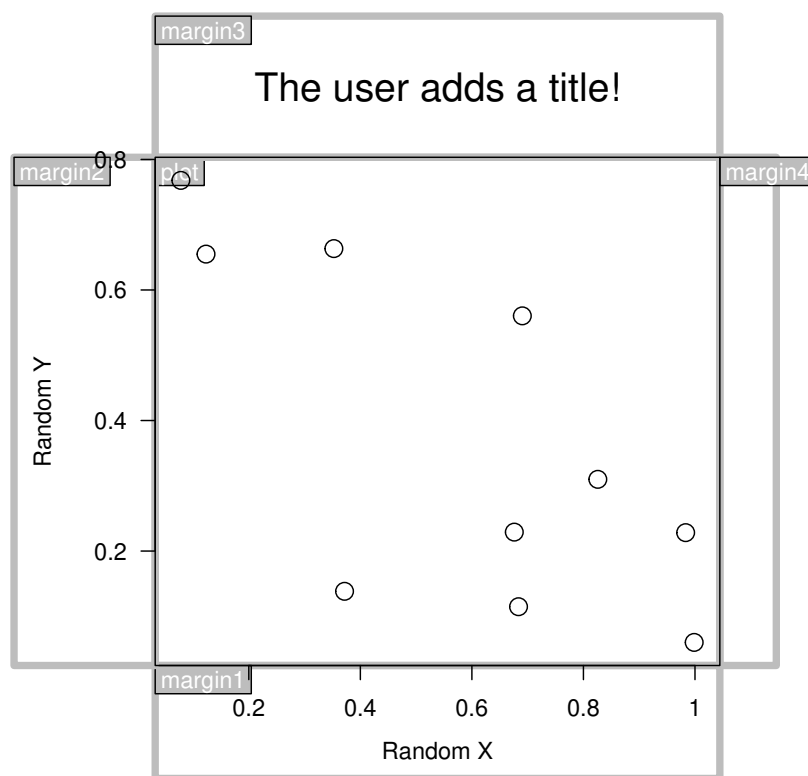 margin3
The user adds a title!
margin2
0.8
plot
margin4
0.6
0.4
0.2
Random Y
margin1
0.2 0.4 0.6 0.8 1
Random X